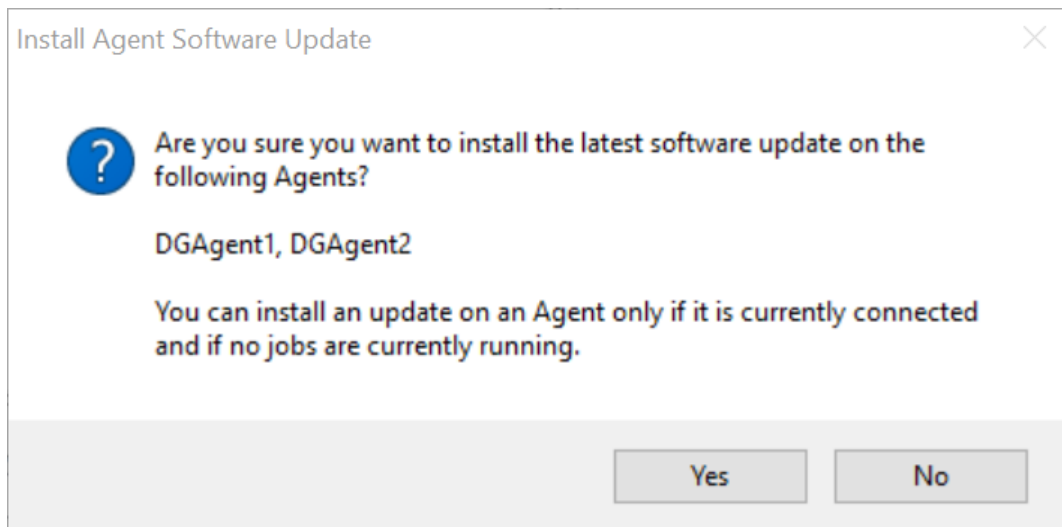 Install Agent Software Update
Are you sure you want to install the latest software update on the
following Agents?
DGAgent1, DGAgent2
You can install an update on an Agent only if it is currently connected
and if no jobs are currently running.
Yes
No